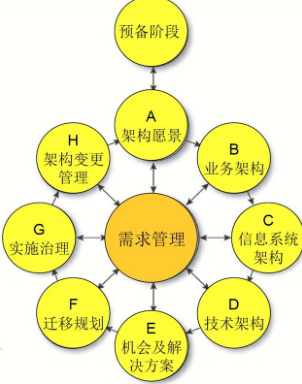 预备阶段
A
架构愿景
B
业务架构
C
信息系统
架构
D
技术架构
E
机会及解
决方案
F
迁移规划
G
实施治理
H
架构变更
管理
需求管理